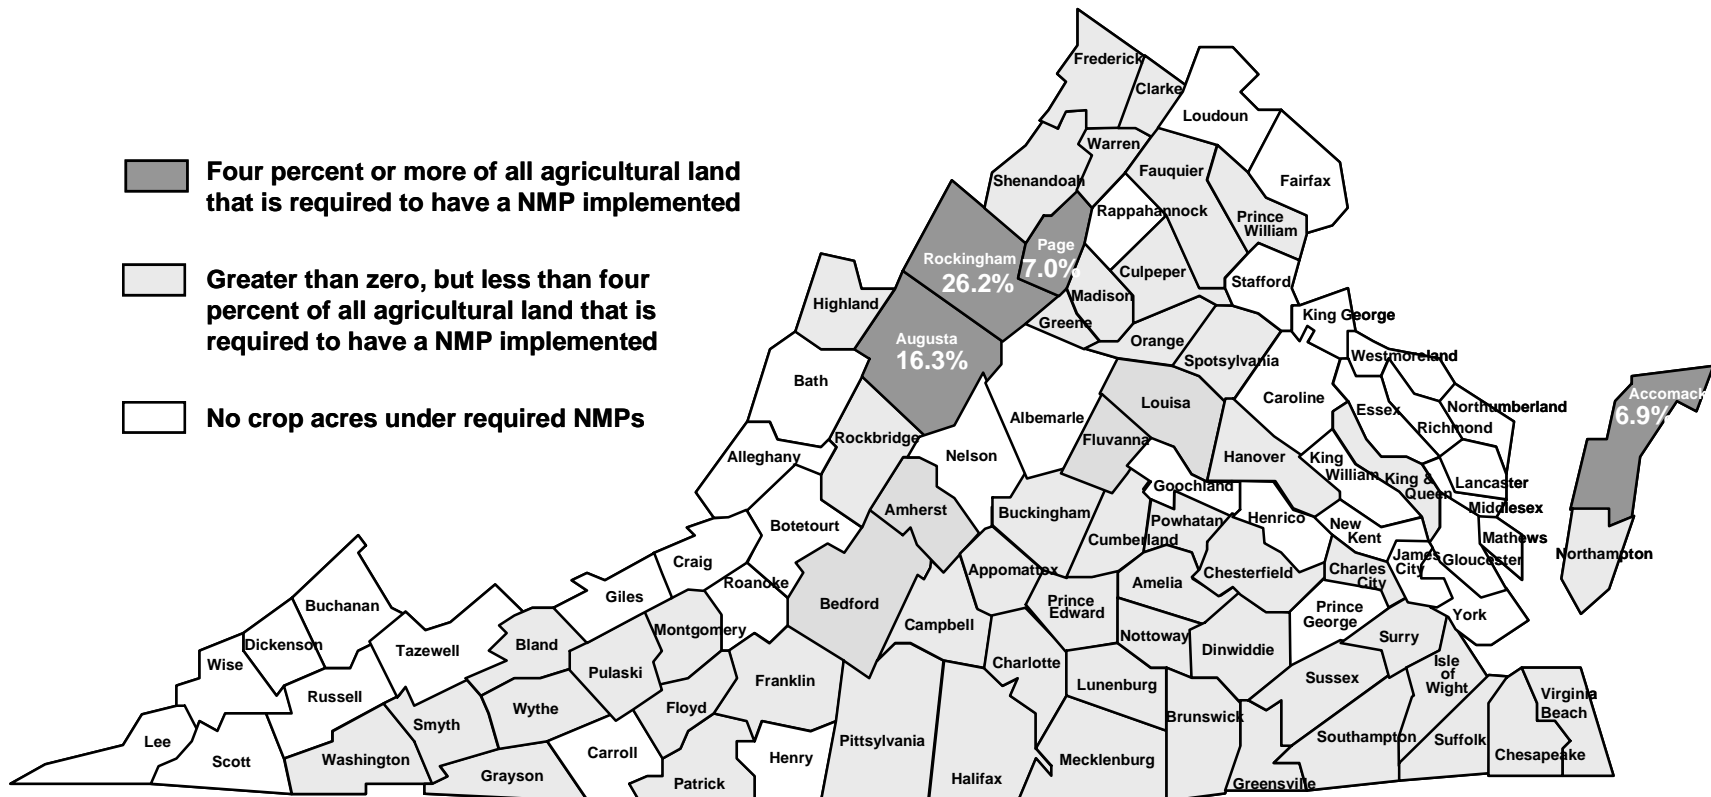 Four percent or more of all agricultural land
that is required to have a NMP implemented
Greater than zero, but less than four
percent of all agricultural land that is
required to have a NMP implemented
No crop acres under required NMPs
Frederick
Clarke
Loudoun
Warren
Fauquier
Fairfax
Shenandoah
Rappahannock
Prince
William
Page
7.0%
Rockingham
26.2%
Culpeper
Stafford
Madison
Highland
Greene
King George
Augusta
16.3%
Orange
Spotsylvania
Westmoreland
Bath
Accomack
6.9%
Caroline
Louisa
Essex
Northumberland
Albemarle
Richmond
Rockbridge
Fluvanna
Alleghany
Nelson
Hanover
King
William
King &
Queen
Lancaster
Goochland
Middlesex
Amherst
Buckingham
Powhatan
Henrico
New
Kent
Botetourt
Cumberland
Mathews
Northampton
James
City
Gloucester
Craig
Appomattox
Chesterfield
Charles
City
Roanoke
Amelia
Giles
Bedford
Prince
Edward
Buchanan
Prince
George
York
Campbell
Montgomery
Nottoway
Surry
Dickenson
Bland
Tazewell
Dinwiddie
Wise
Charlotte
Isle
of
Wight
Pulaski
Franklin
Sussex
Lunenburg
Russell
Virginia
Beach
Wythe
Floyd
Brunswick
Smyth
Lee
Pittsylvania
Southampton
Suffolk
Carroll
Henry
Chesapeake
Scott
Washington
Mecklenburg
Grayson
Patrick
Halifax
Greensville